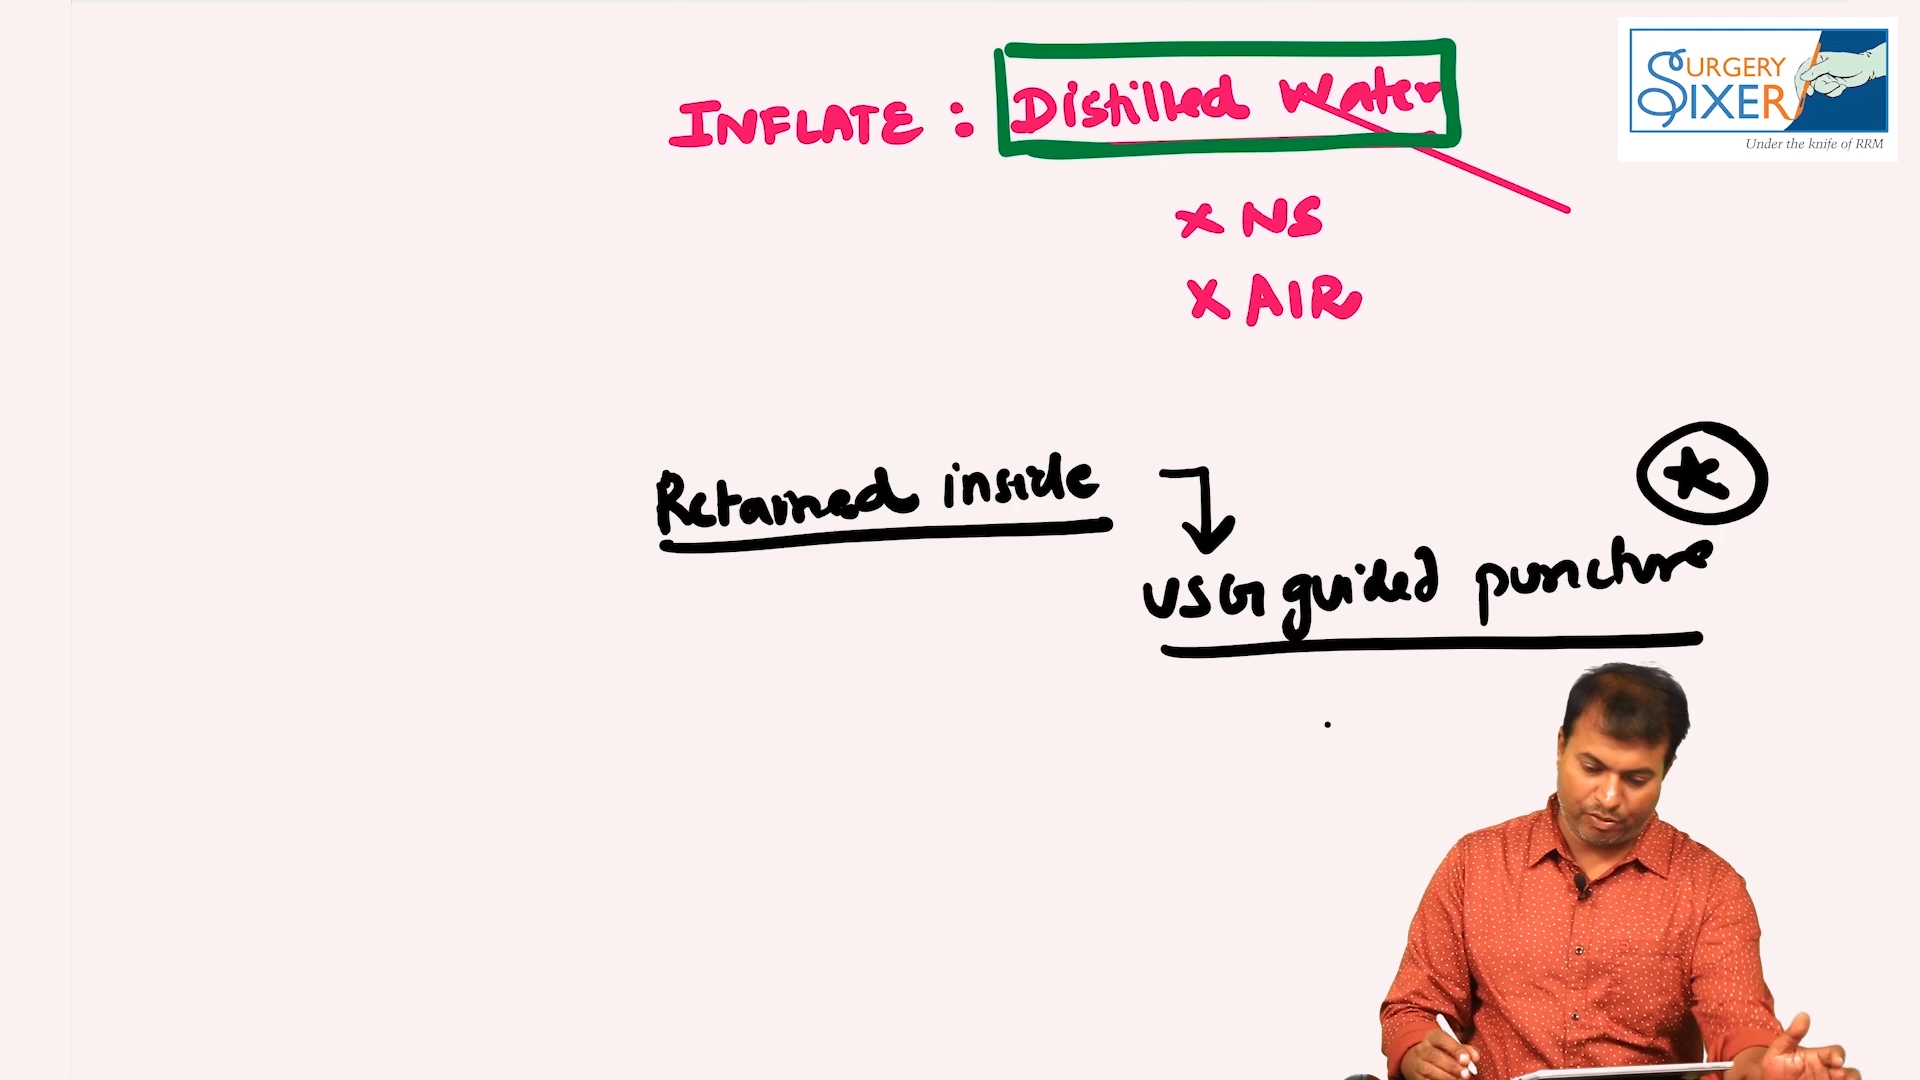 INFLATE : Distilled Water
x NS
x AIR
Retained inside
USG guided puncture
SURGERY
SIXER
Under the knife of RRM